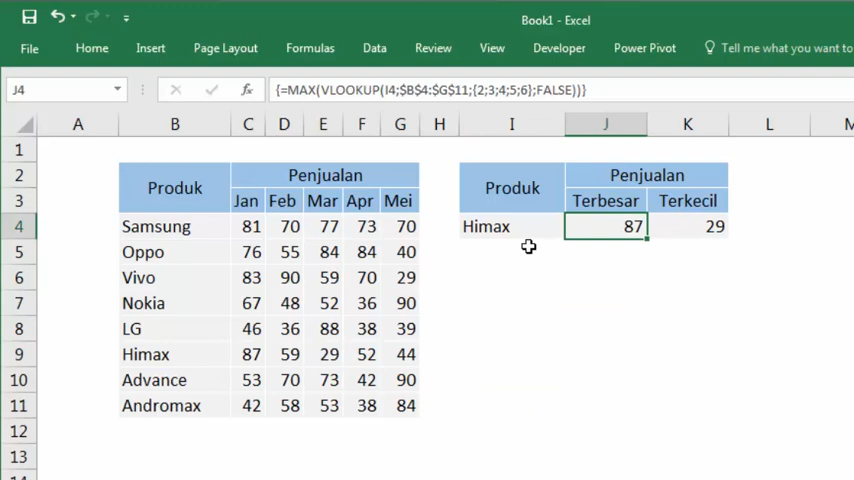 Book1 - Excel
File Home Insert Page Layout Formulas Data Review View Developer Power Pivot Tell me what you
J4 fx {=MAX(VLOOKUP(I4;$B$4:$G$11;{2;3;4;5;6};FALSE))}
A B C D E F G H I J K L M
1
2 Produk Penjualan Produk Penjualan
3 Jan Feb Mar Apr Mei Terbesar Terkecil
4 Samsung 81 70 77 73 70 Himax 87 29
5 Oppo 76 55 84 84 40
6 Vivo 83 90 59 70 29
7 Nokia 67 48 52 36 90
8 LG 46 36 88 38 39
9 Himax 87 59 29 52 44
10 Advance 53 70 73 42 90
11 Andromax 42 58 53 38 84
12
13
14